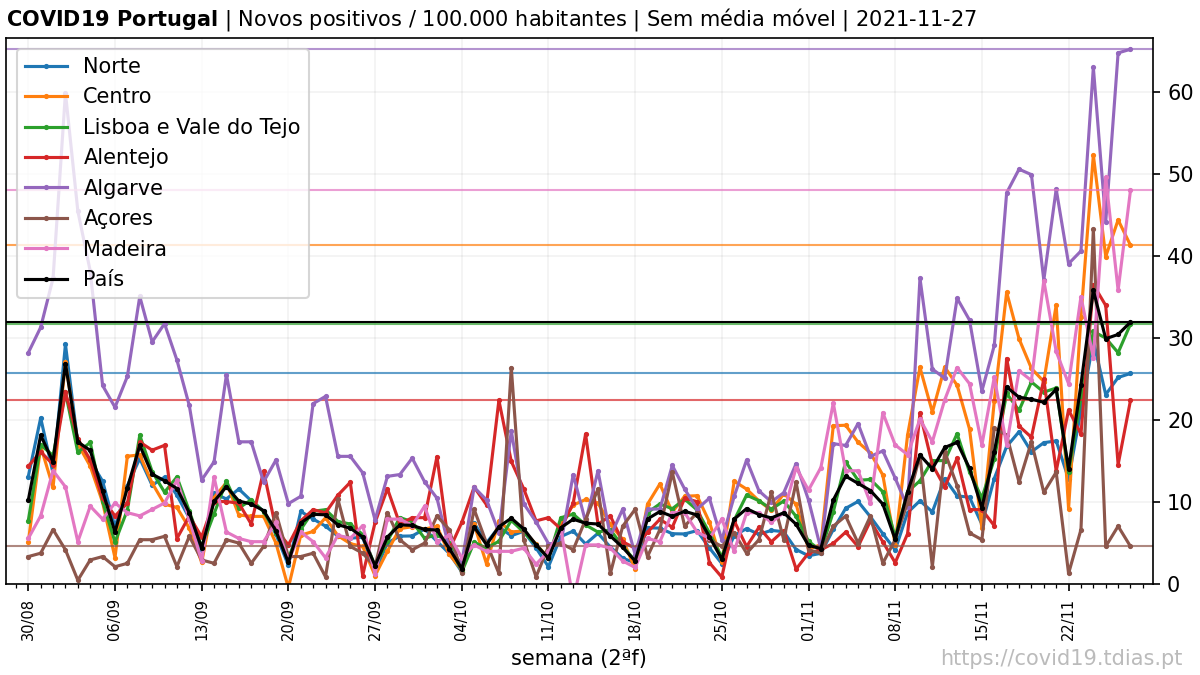 COVID19 Portugal | Novos positivos / 100.000 habitantes | Sem média móvel | 2021-11-27
Norte
Centro
Lisboa e Vale do Tejo
Alentejo
Algarve
Açores
Madeira
País
60
50
40
30
20
10
0
30/08
06/09
13/09
20/09
27/09
04/10
11/10
18/10
25/10
01/11
08/11
15/11
22/11
semana (2ªf)
https://covid19.tdias.pt